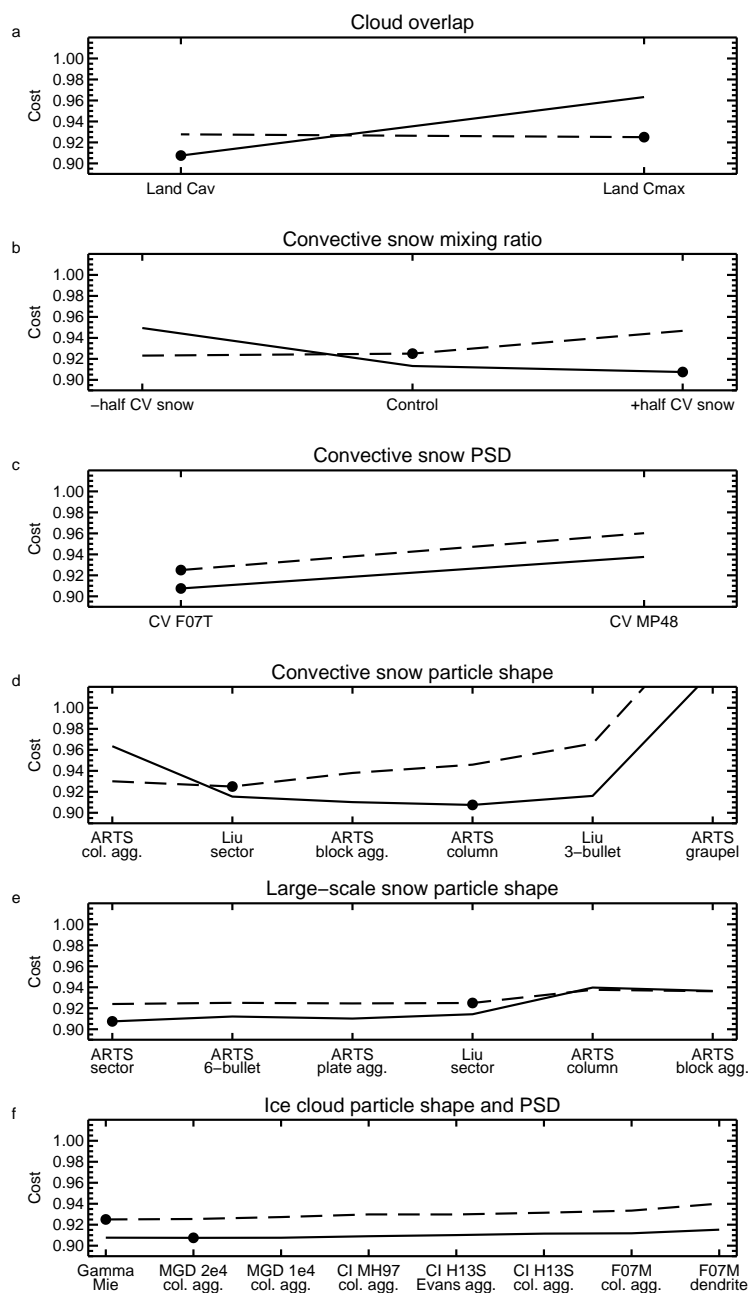 a
Cloud overlap
1.00
0.98
0.96
0.94
0.92
0.90
Cost
Land Cav
Land Cmax
b
Convective snow mixing ratio
1.00
0.98
0.96
0.94
0.92
0.90
Cost
−half CV snow
Control
+half CV snow
c
Convective snow PSD
1.00
0.98
0.96
0.94
0.92
0.90
Cost
CV F07T
CV MP48
d
Convective snow particle shape
1.00
0.98
0.96
0.94
0.92
0.90
Cost
ARTS
col. agg.
Liu
sector
ARTS
block agg.
ARTS
column
Liu
3−bullet
ARTS
graupel
e
Large−scale snow particle shape
1.00
0.98
0.96
0.94
0.92
0.90
Cost
ARTS
sector
ARTS
6−bullet
ARTS
plate agg.
Liu
sector
ARTS
column
ARTS
block agg.
f
Ice cloud particle shape and PSD
1.00
0.98
0.96
0.94
0.92
0.90
Cost
Gamma
Mie
MGD 2e4
col. agg.
MGD 1e4
col. agg.
CI MH97
col. agg.
CI H13S
Evans agg.
CI H13S
col. agg.
F07M
col. agg.
F07M
dendrite